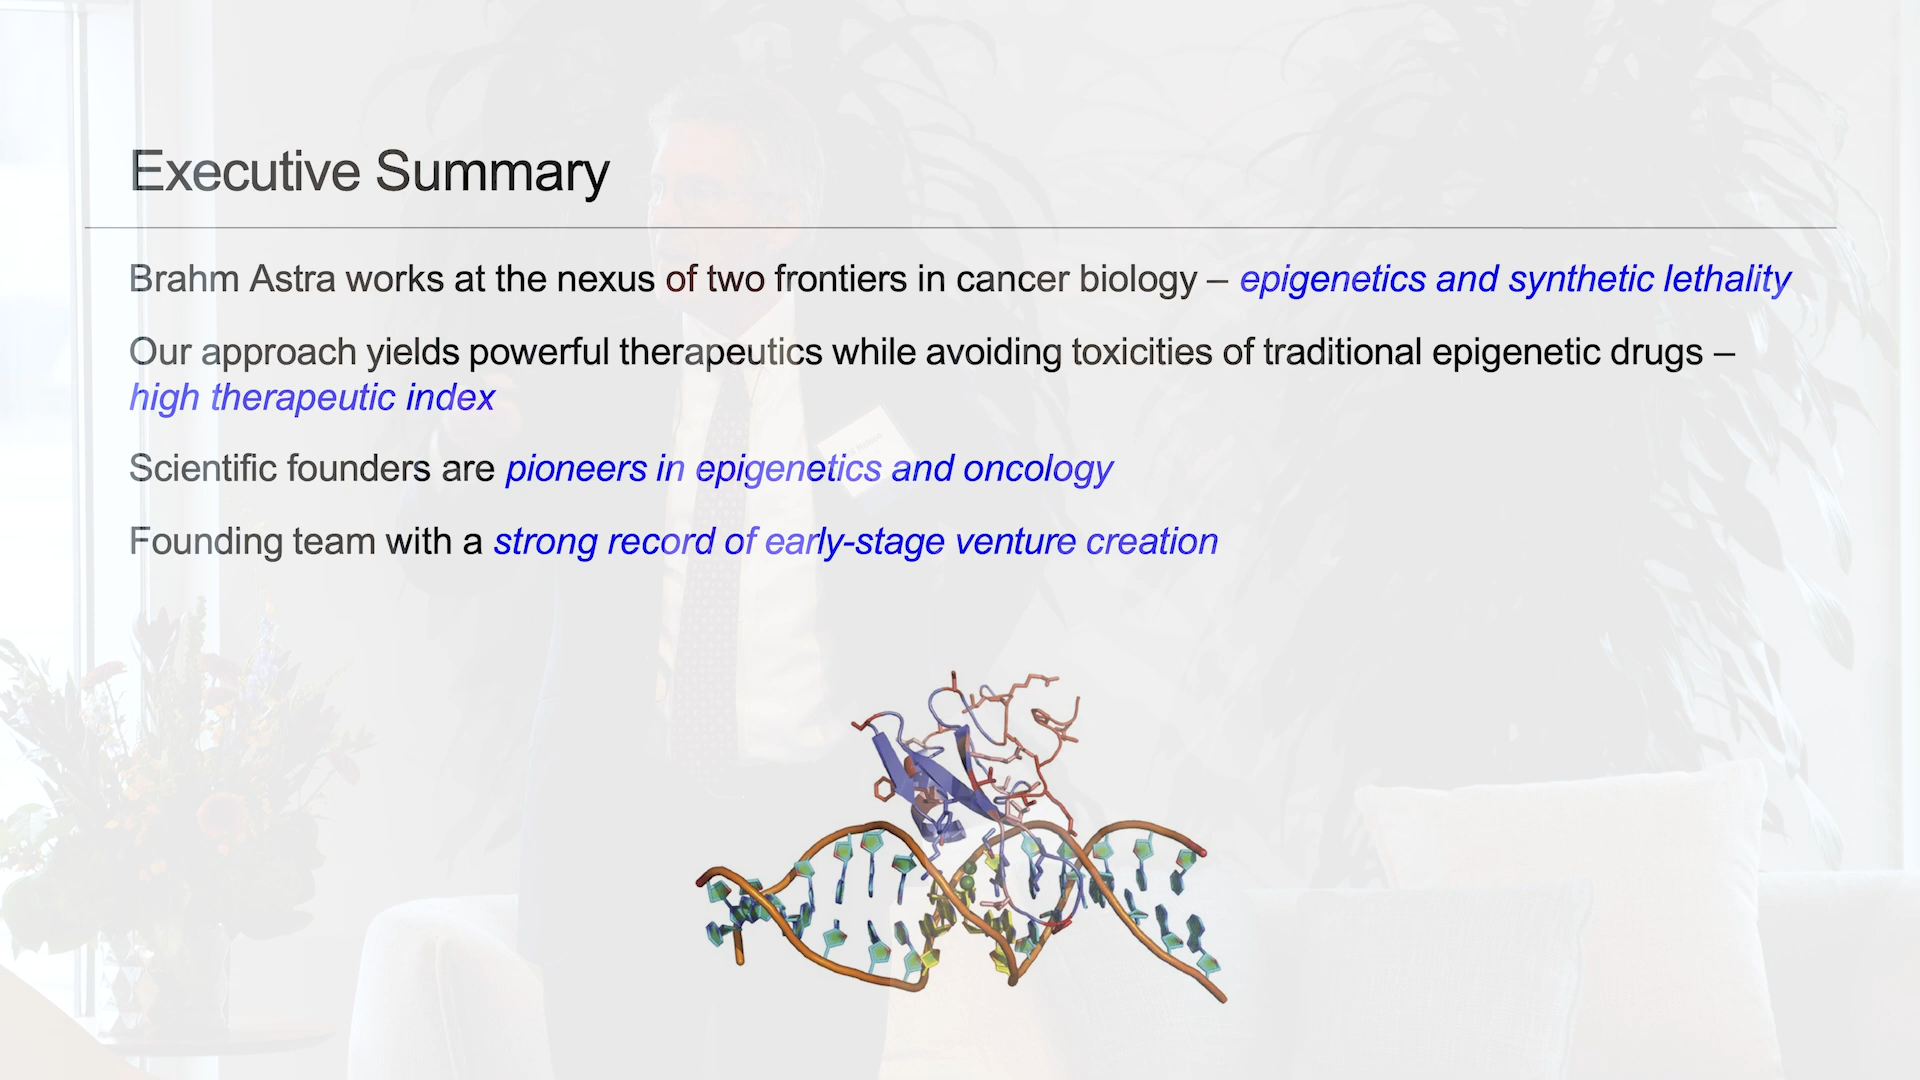 Executive Summary
Brahm Astra works at the nexus of two frontiers in cancer biology – epigenetics and synthetic lethality
Our approach yields powerful therapeutics while avoiding toxicities of traditional epigenetic drugs –
high therapeutic index
Scientific founders are pioneers in epigenetics and oncology
Founding team with a strong record of early-stage venture creation